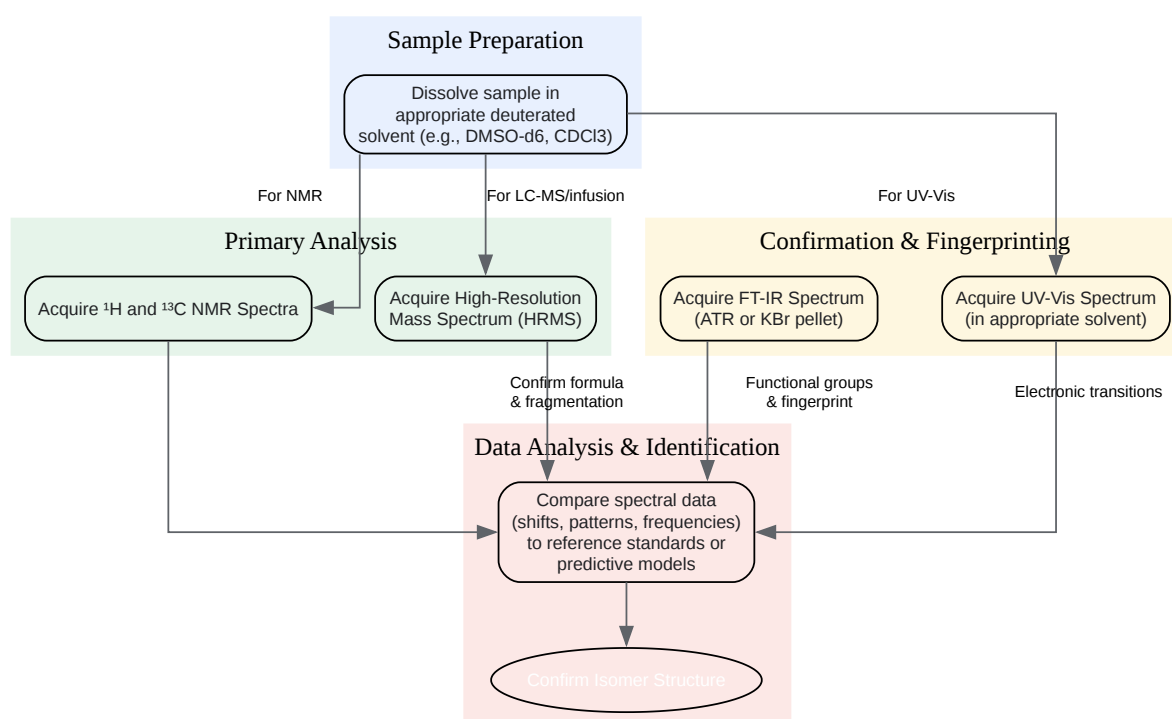 Sample Preparation
Dissolve sample in
appropriate deuterated
solvent (e.g., DMSO-d6, CDCl3)
For NMR
For LC-MS/infusion
For UV-Vis
Primary Analysis
Confirmation & Fingerprinting
Acquire ¹H and ¹³C NMR Spectra
Acquire High-Resolution
Mass Spectrum (HRMS)
Acquire FT-IR Spectrum
(ATR or KBr pellet)
Acquire UV-Vis Spectrum
(in appropriate solvent)
Confirm formula
& fragmentation
Functional groups
& fingerprint
Electronic transitions
Data Analysis & Identification
Compare spectral data
(shifts, patterns, frequencies)
to reference standards or
predictive models
Confirm Isomer Structure